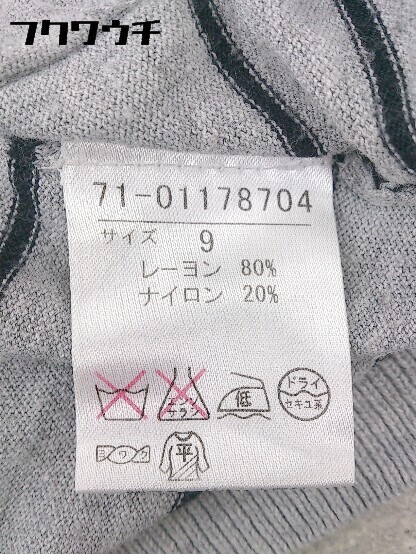 フクワウチ
71-01178704
サイズ 9
レーヨン 80%
ナイロン 20%
エンソ
サラシ
低
ドライ
セキユ系
ヨワク
平